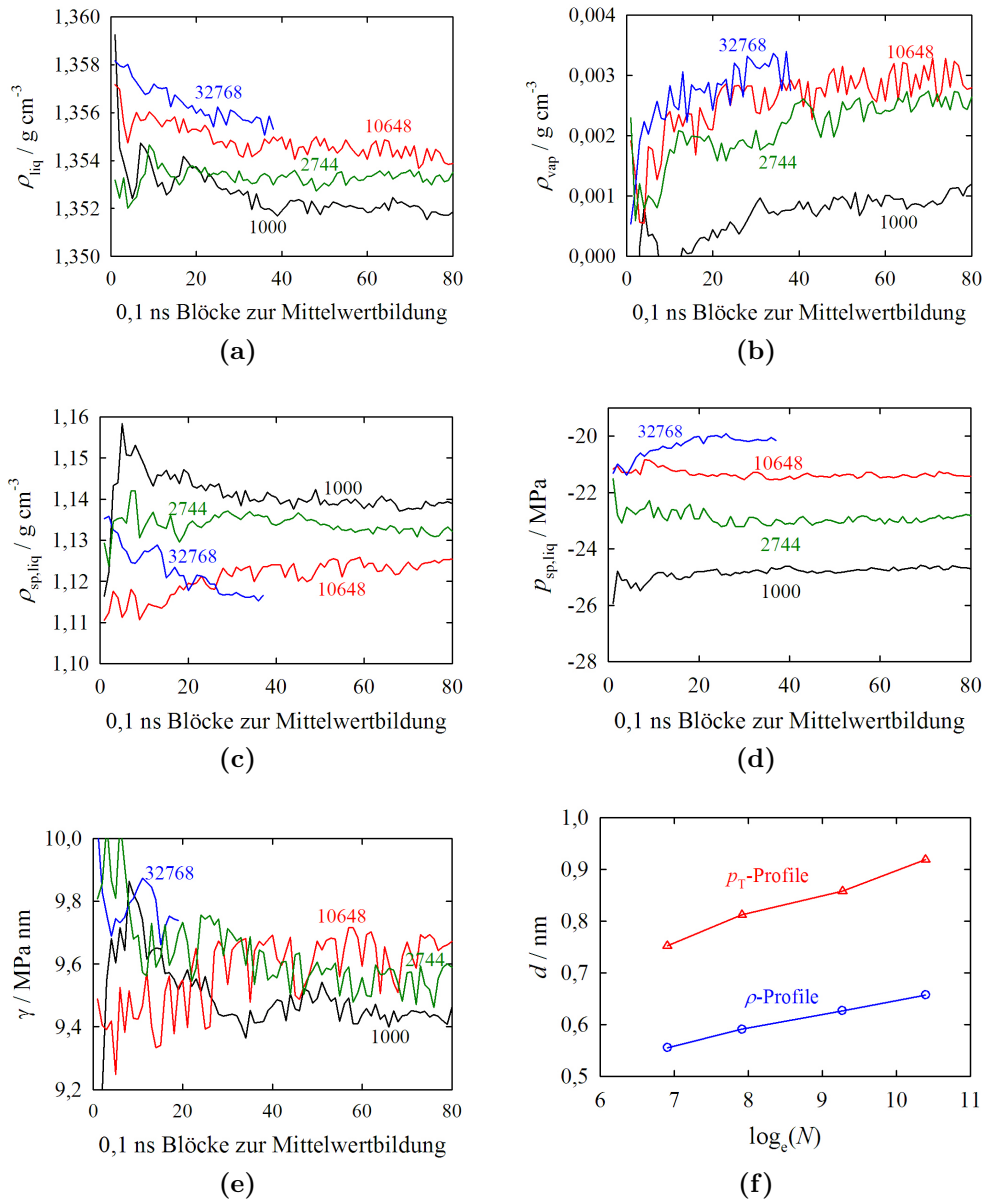 1,360
1,358
1,356
1,354
1,352
1,350
ρliq / g cm-3
32768
10648
2744
1000
0 20 40 60 80
0,1 ns Blöcke zur Mittelwertbildung
(a)
0,004
0,003
0,002
0,001
0,000
ρvap / g cm-3
32768
10648
2744
1000
0 20 40 60 80
0,1 ns Blöcke zur Mittelwertbildung
(b)
1,16
1,15
1,14
1,13
1,12
1,11
1,10
ρsp,liq / g cm-3
1000
2744
32768
10648
0 20 40 60 80
0,1 ns Blöcke zur Mittelwertbildung
(c)
-20
-22
-24
-26
-28
psp,liq / MPa
32768
10648
2744
1000
0 20 40 60 80
0,1 ns Blöcke zur Mittelwertbildung
(d)
10,0
9,8
9,6
9,4
9,2
γ / MPa nm
32768
10648
2744
1000
0 20 40 60 80
0,1 ns Blöcke zur Mittelwertbildung
(e)
1,0
0,9
0,8
0,7
0,6
0,5
d / nm
pT-Profile
ρ-Profile
6 7 8 9 10 11
loge(N)
(f)